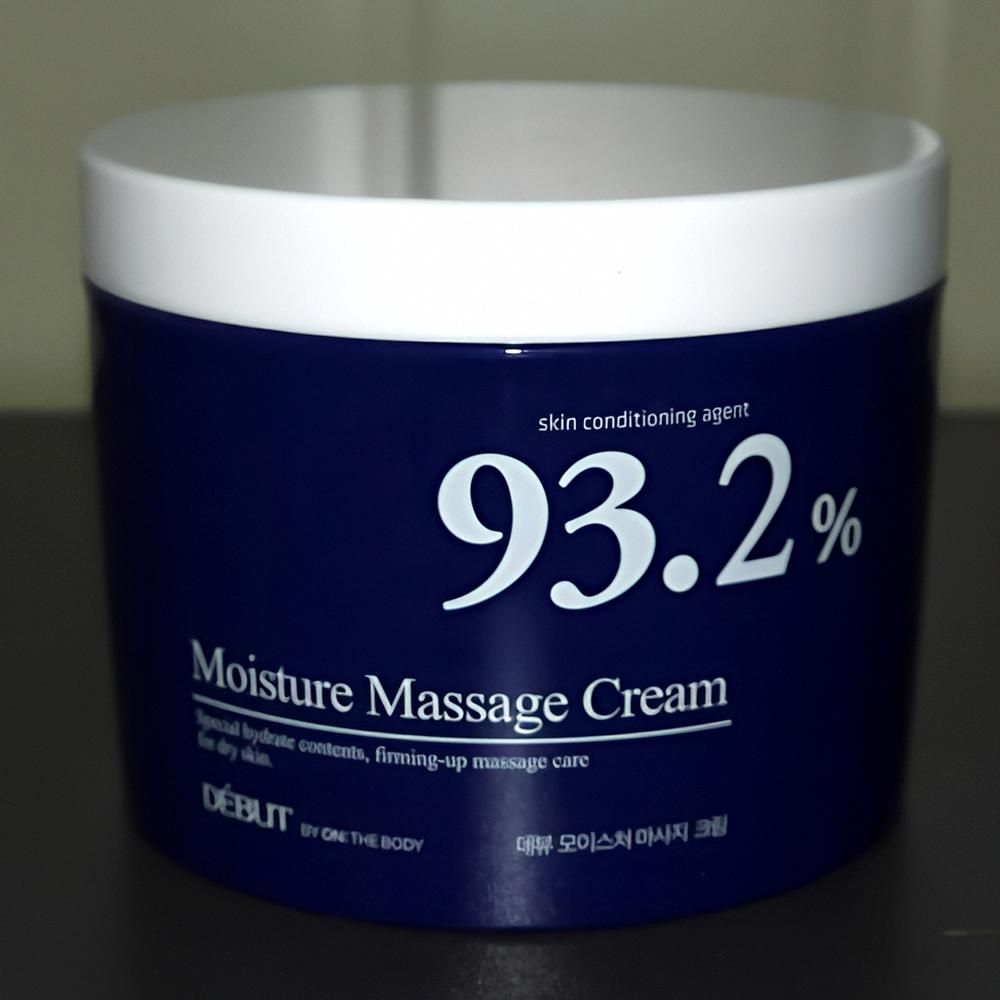 skin conditioning agent
93.2%
Moisture Massage Cream
Special hydrate contents, firming-up massage care
for dry skin.
DÉBUT BY ON: THE BODY
데뷰 모이스처 마사지 크림